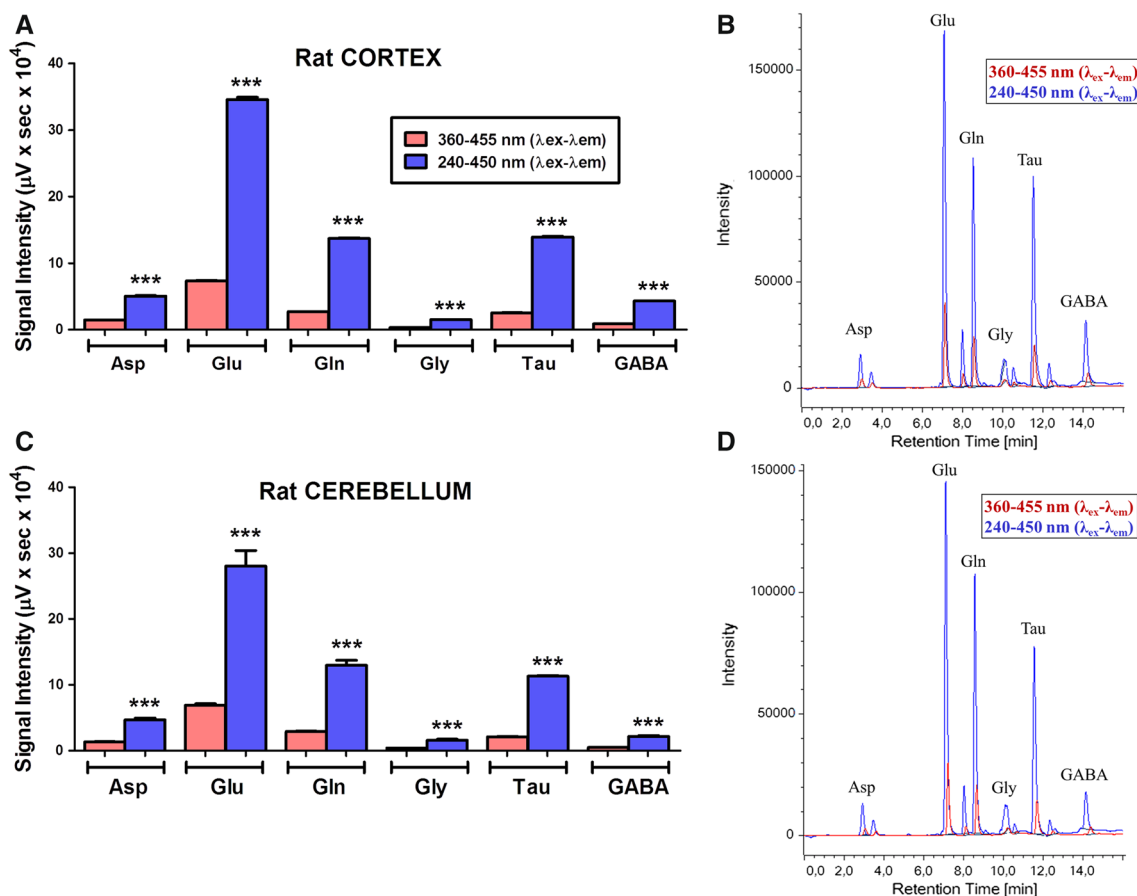 A
Rat CORTEX
Signal Intensity (µV x sec x 10⁴)
40
30
20
10
0
360-455 nm (λex-λem)
240-450 nm (λex-λem)
***
***
***
***
***
***
Asp
Glu
Gln
Gly
Tau
GABA
B
360-455 nm (λex-λem)
240-450 nm (λex-λem)
Intensity
150000
100000
50000
0
Glu
Gln
Tau
GABA
Gly
Asp
0,0 2,0 4,0 6,0 8,0 10,0 12,0 14,0
Retention Time [min]
C
Rat CEREBELLUM
Signal Intensity (µV x sec x 10⁴)
40
30
20
10
0
***
***
***
***
***
***
Asp
Glu
Gln
Gly
Tau
GABA
D
360-455 nm (λex-λem)
240-450 nm (λex-λem)
Intensity
150000
100000
50000
0
Glu
Gln
Tau
GABA
Gly
Asp
0,0 2,0 4,0 6,0 8,0 10,0 12,0 14,0
Retention Time [min]